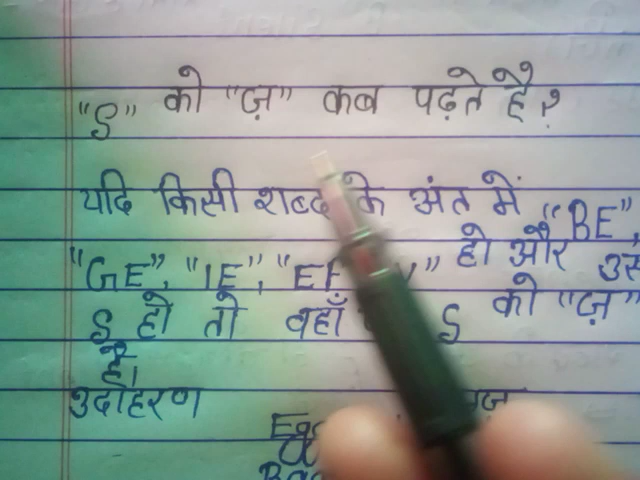 "S" को "ज़" कब पढ़ते है?
यदि किसी शब्द के अंत में "BE",
"GE", "IE", "EF हो और उस
S हो तो वहाँ S को "ज़"
है।
उदाहरण